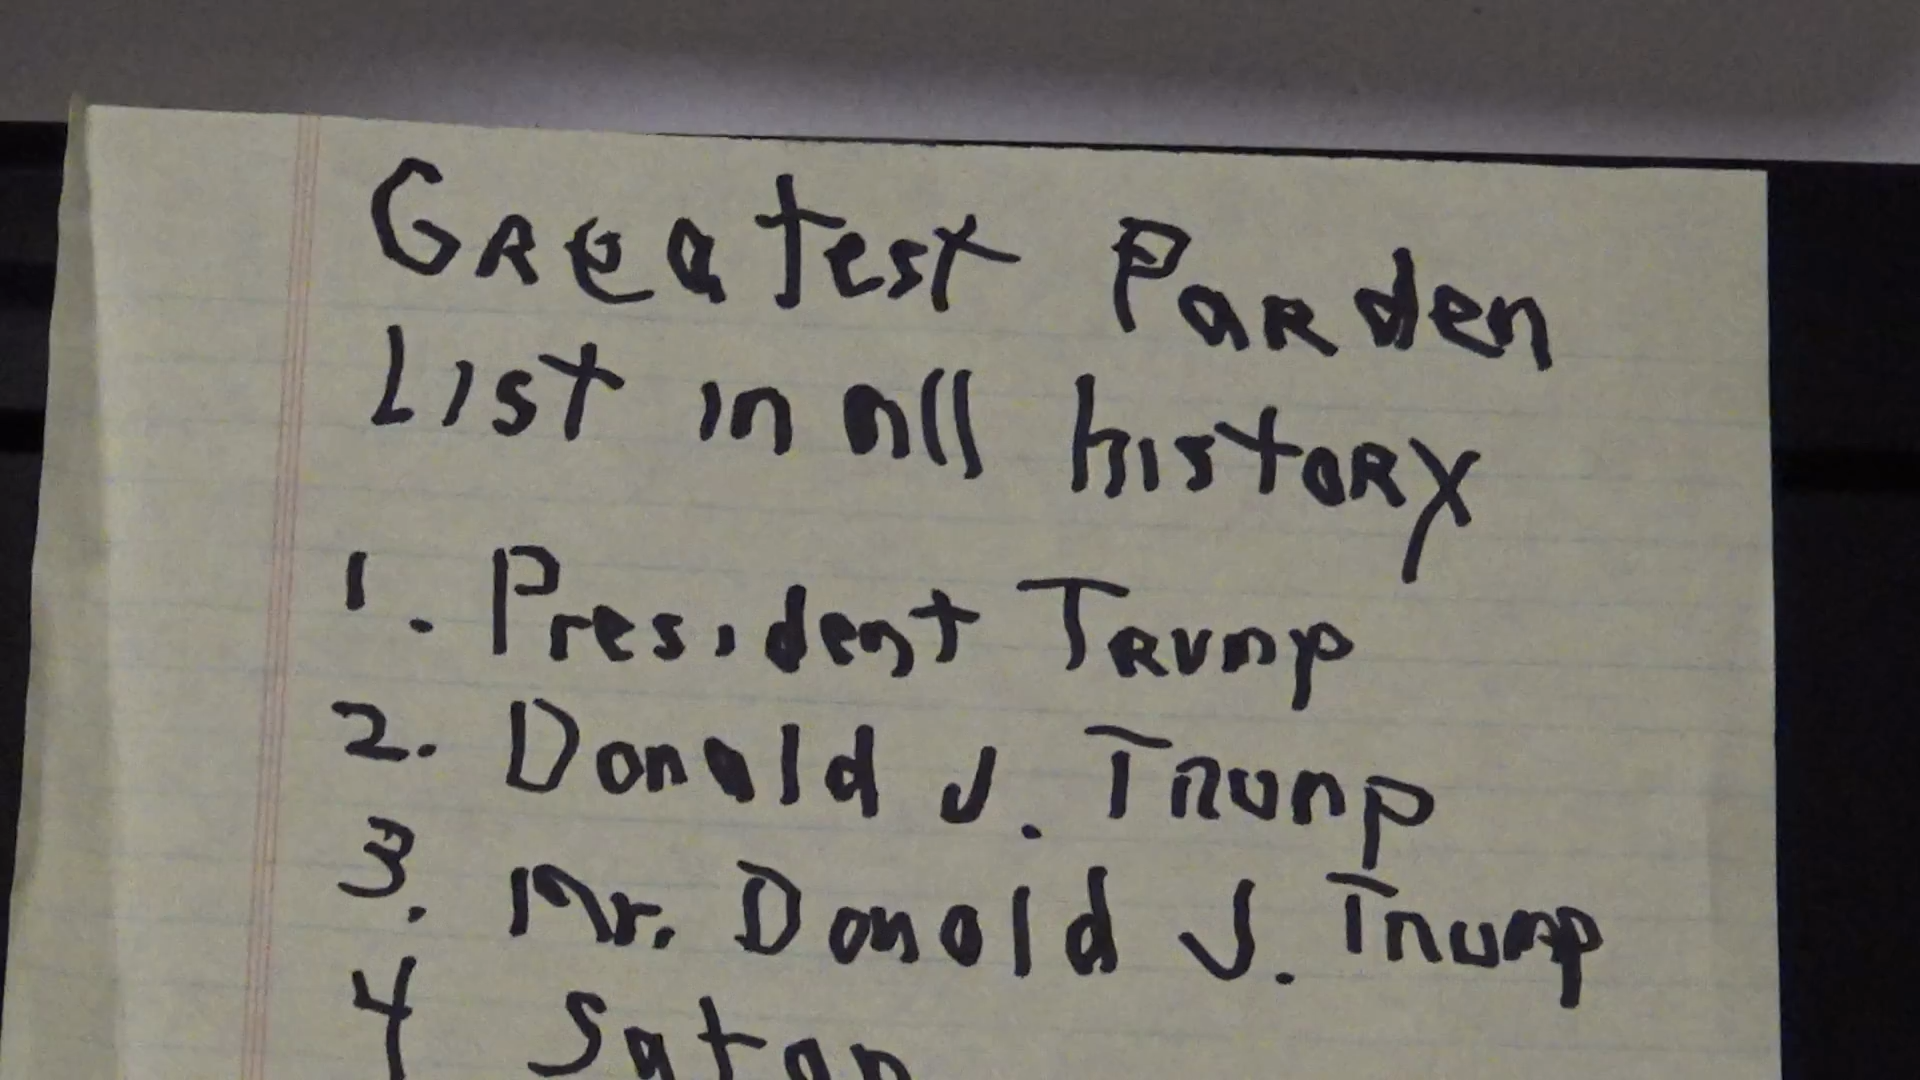 Greatest Parden
List in all history
1. President Trump
2. Donald J. Trump
3. Mr. Donald J. Trump
4 Satan